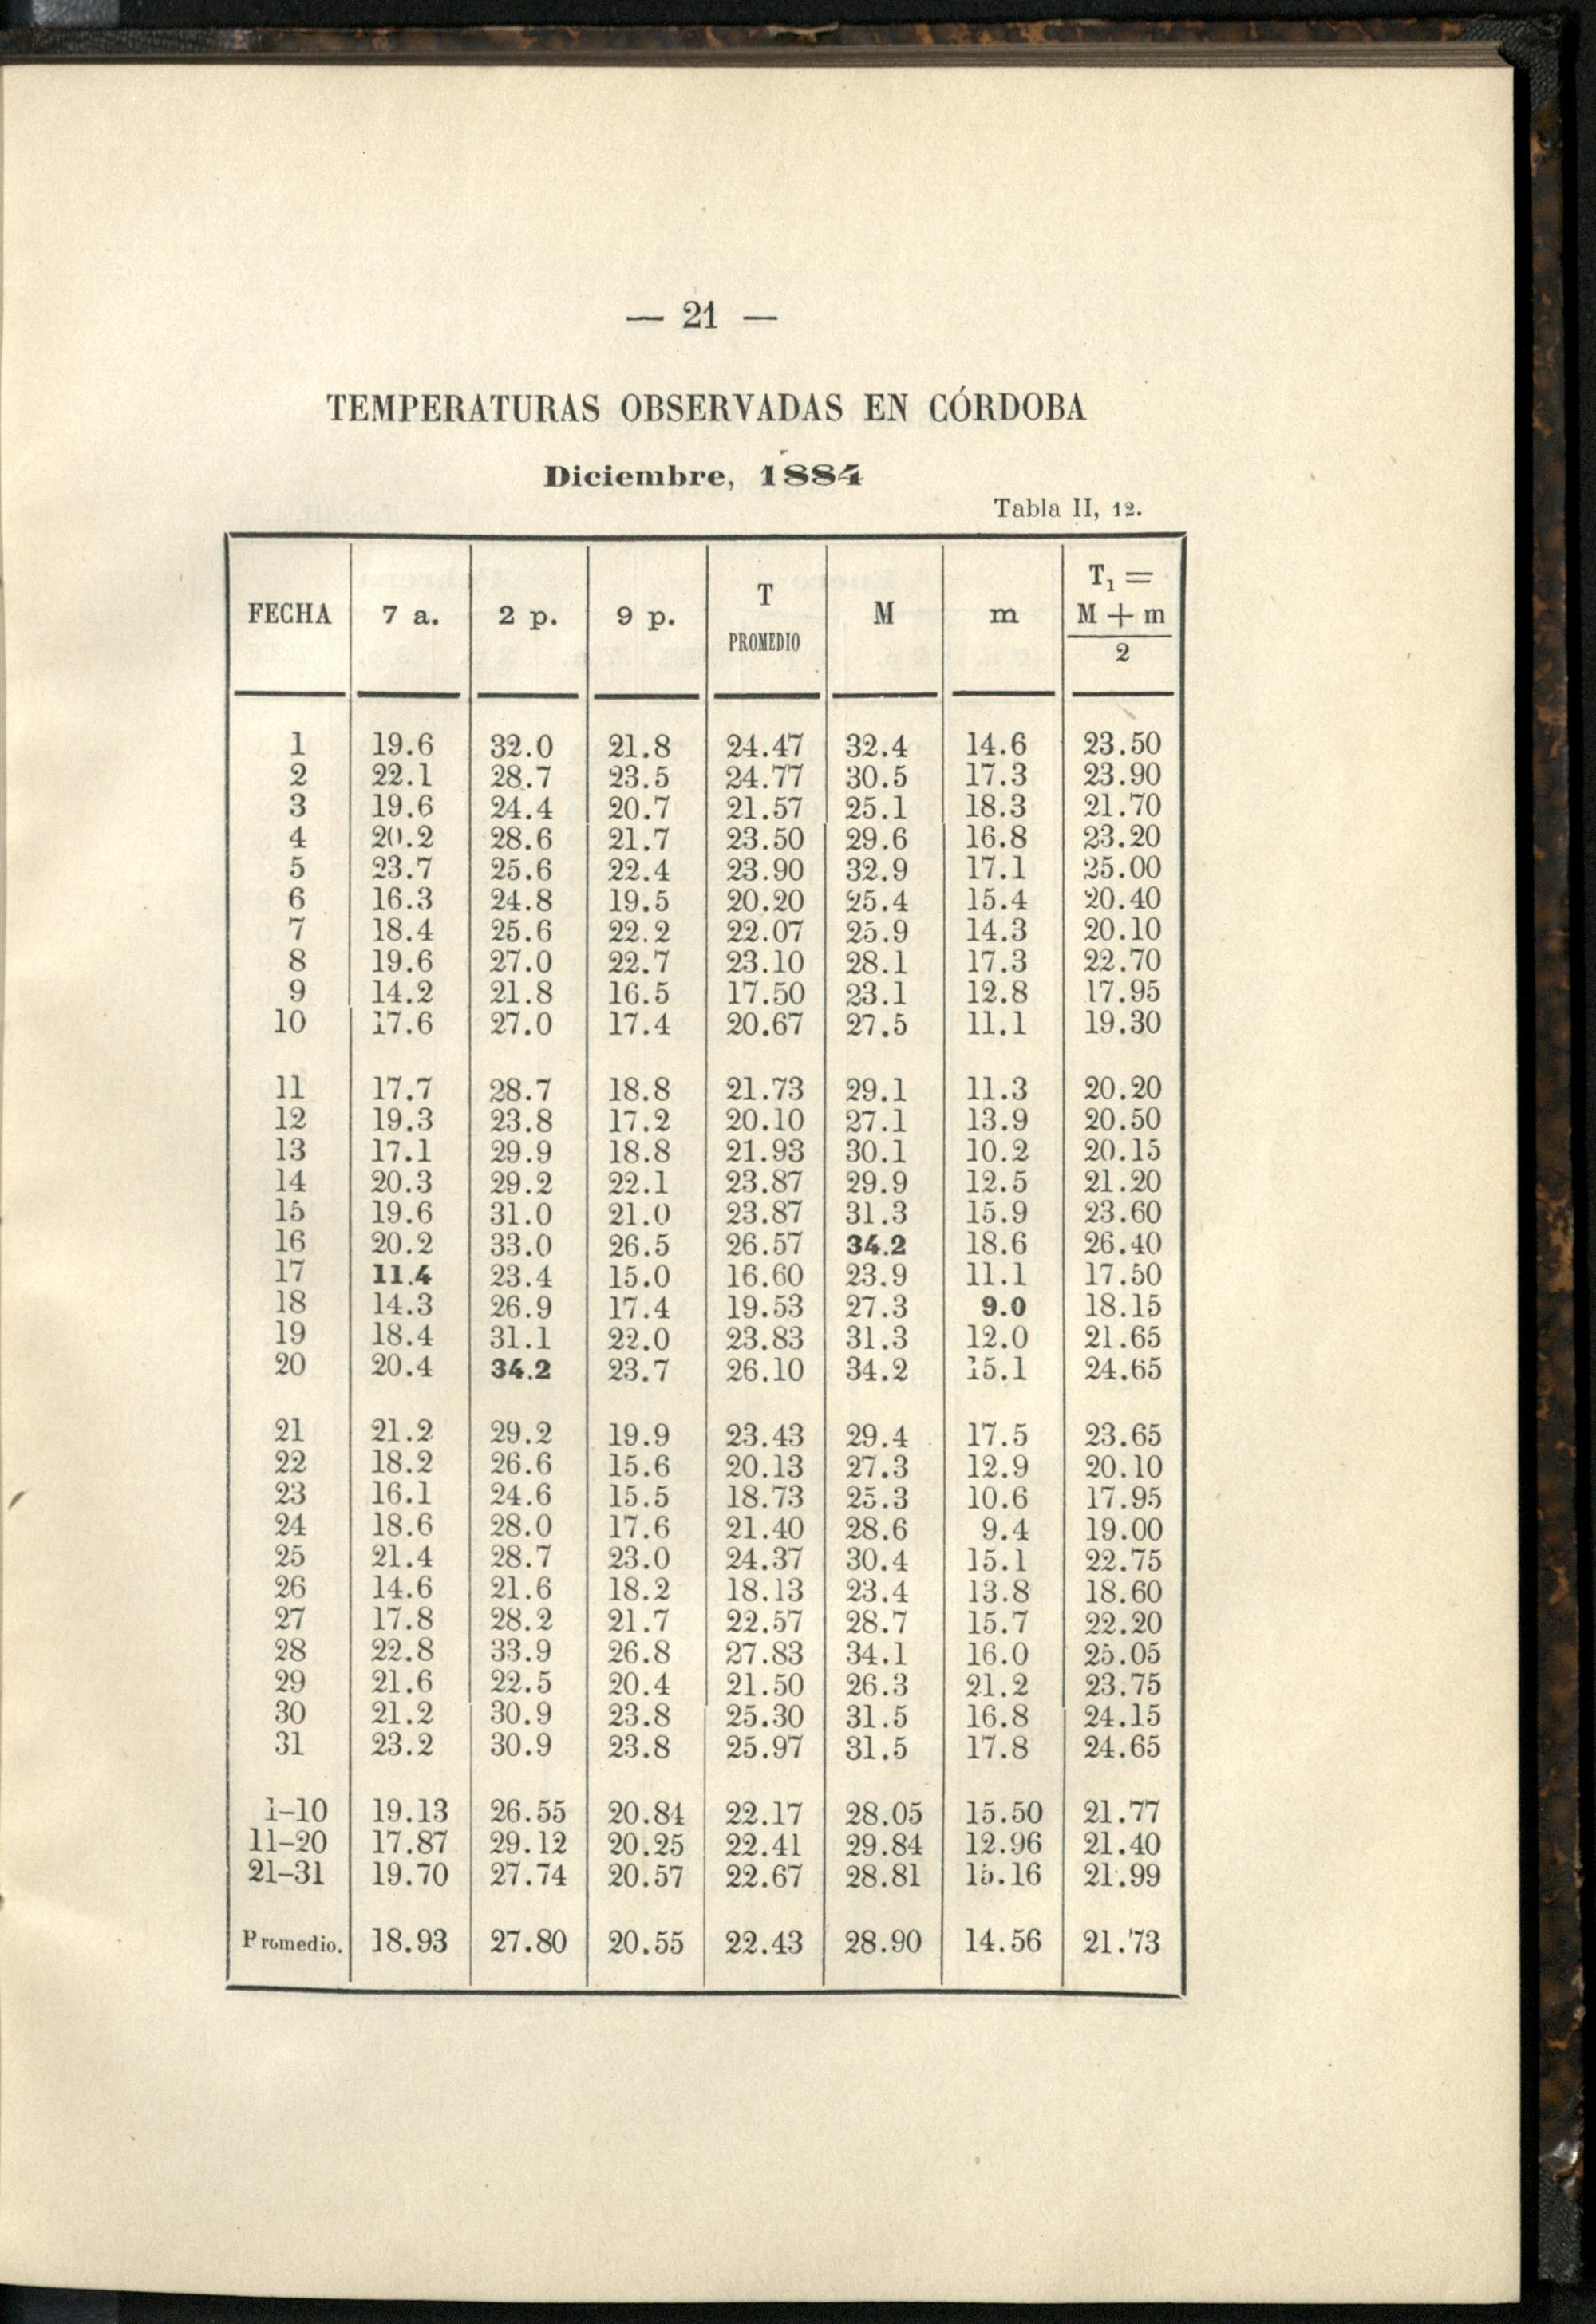 — 21 —
TEMPERATURAS OBSERVADAS EN CÓRDOBA
Diciembre, 1884
Tabla II, 12.
FECHA 7 a. 2 p. 9 p. T PROMEDIO M m T₁ = M + m / 2
1 19.6 32.0 21.8 24.47 32.4 14.6 23.50
2 22.1 28.7 23.5 24.77 30.5 17.3 23.90
3 19.6 24.4 20.7 21.57 25.1 18.3 21.70
4 20.2 28.6 21.7 23.50 29.6 16.8 23.20
5 23.7 25.6 22.4 23.90 32.9 17.1 25.00
6 16.3 24.8 19.5 20.20 25.4 15.4 20.40
7 18.4 25.6 22.2 22.07 25.9 14.3 20.10
8 19.6 27.0 22.7 23.10 28.1 17.3 22.70
9 14.2 21.8 16.5 17.50 23.1 12.8 17.95
10 17.6 27.0 17.4 20.67 27.5 11.1 19.30
11 17.7 28.7 18.8 21.73 29.1 11.3 20.20
12 19.3 23.8 17.2 20.10 27.1 13.9 20.50
13 17.1 29.9 18.8 21.93 30.1 10.2 20.15
14 20.3 29.2 22.1 23.87 29.9 12.5 21.20
15 19.6 31.0 21.0 23.87 31.3 15.9 23.60
16 20.2 33.0 26.5 26.57 34.2 18.6 26.40
17 11.4 23.4 15.0 16.60 23.9 11.1 17.50
18 14.3 26.9 17.4 19.53 27.3 9.0 18.15
19 18.4 31.1 22.0 23.83 31.3 12.0 21.65
20 20.4 34.2 23.7 26.10 34.2 15.1 24.65
21 21.2 29.2 19.9 23.43 29.4 17.5 23.65
22 18.2 26.6 15.6 20.13 27.3 12.9 20.10
23 16.1 24.6 15.5 18.73 25.3 10.6 17.95
24 18.6 28.0 17.6 21.40 28.6 9.4 19.00
25 21.4 28.7 23.0 24.37 30.4 15.1 22.75
26 14.6 21.6 18.2 18.13 23.4 13.8 18.60
27 17.8 28.2 21.7 22.57 28.7 15.7 22.20
28 22.8 33.9 26.8 27.83 34.1 16.0 25.05
29 21.6 22.5 20.4 21.50 26.3 21.2 23.75
30 21.2 30.9 23.8 25.30 31.5 16.8 24.15
31 23.2 30.9 23.8 25.97 31.5 17.8 24.65
1–10 19.13 26.55 20.84 22.17 28.05 15.50 21.77
11–20 17.87 29.12 20.25 22.41 29.84 12.96 21.40
21–31 19.70 27.74 20.57 22.67 28.81 15.16 21.99
Promedio. 18.93 27.80 20.55 22.43 28.90 14.56 21.73